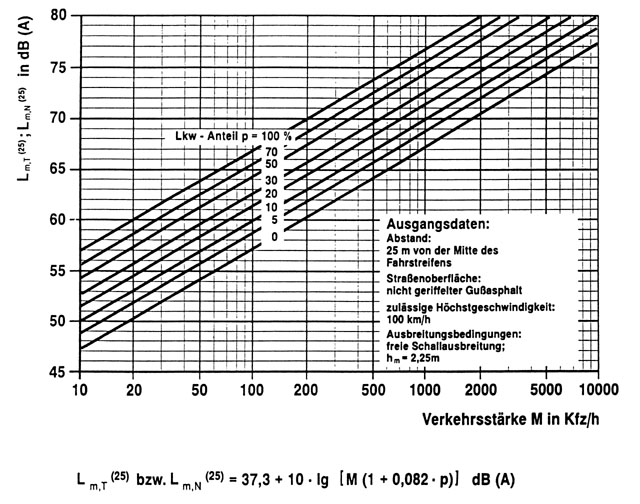 L m,T (25) ; L m,N (25) in dB (A)
80
75
70
65
60
55
50
45
Lkw - Anteil p = 100 %
70
50
30
20
10
5
0
Ausgangsdaten:
Abstand:
25 m von der Mitte des
Fahrstreifens
Straßenoberfläche:
nicht geriffelter Gußasphalt
zulässige Höchstgeschwindigkeit:
100 km/h
Ausbreitungsbedingungen:
freie Schallausbreitung;
h m = 2,25m
10 20 50 100 200 500 1000 2000 5000 10000
Verkehrsstärke M in Kfz/h
L m,T (25) bzw. L m,N (25) = 37,3 + 10 · lg [M (1 + 0,082 · p)] dB (A)